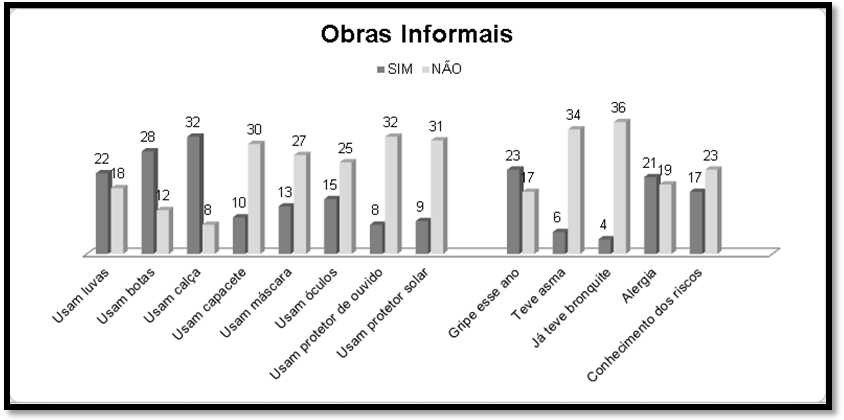 Obras Informais
SIM NÃO
22 18 28 12 32 8 10 30 13 27 15 25 8 32 9 31 23 17 6 34 4 36 21 19 17 23
Usam luvas
Usam botas
Usam calça
Usam capacete
Usam máscara
Usam óculos
Usam protetor de ouvido
Usam protetor solar
Gripe esse ano
Teve asma
Já teve bronquite
Alergia
Conhecimento dos riscos